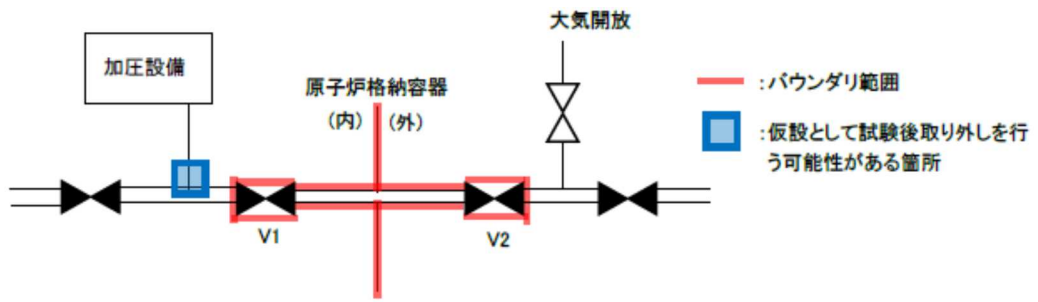 大気開放
加圧設備
原子炉格納容器
(内) (外)
:バウンダリ範囲
:仮設として試験後取り外しを行
う可能性がある箇所
V1
V2